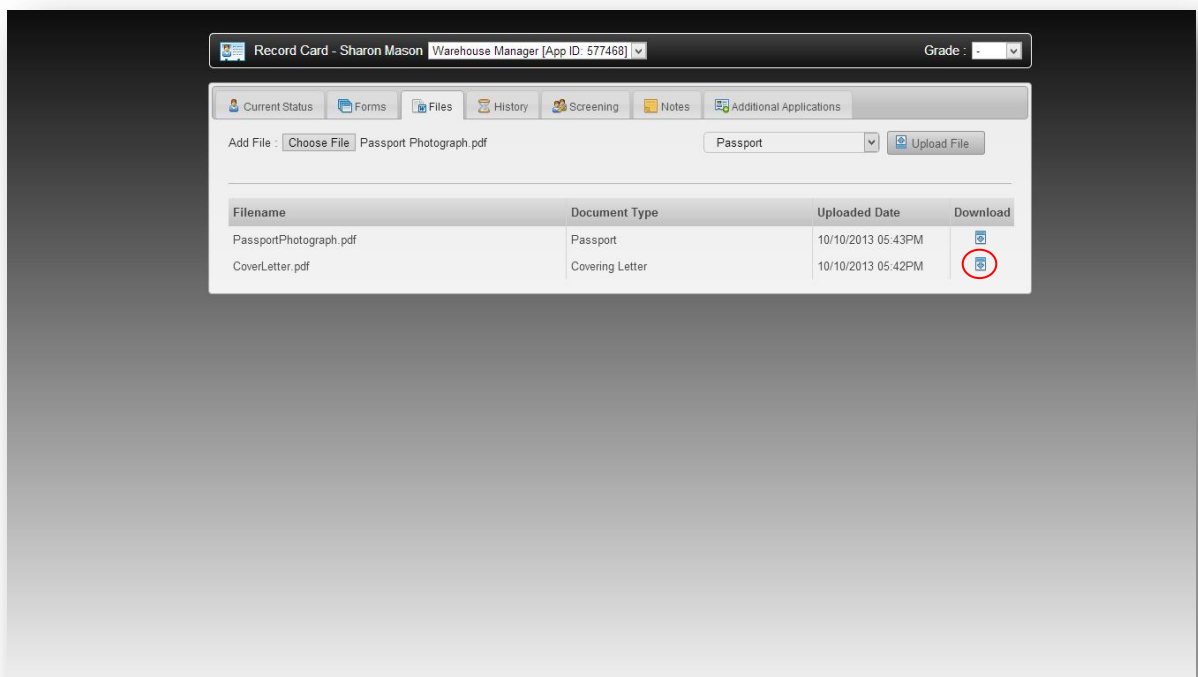 Record Card - Sharon Mason Warehouse Manager [App ID: 577468] Grade : -
Current Status Forms Files History Screening Notes Additional Applications
Add File : Choose File Passport Photograph.pdf Passport Upload File
Filename Document Type Uploaded Date Download
PassportPhotograph.pdf Passport 10/10/2013 05:43PM
CoverLetter.pdf Covering Letter 10/10/2013 05:42PM